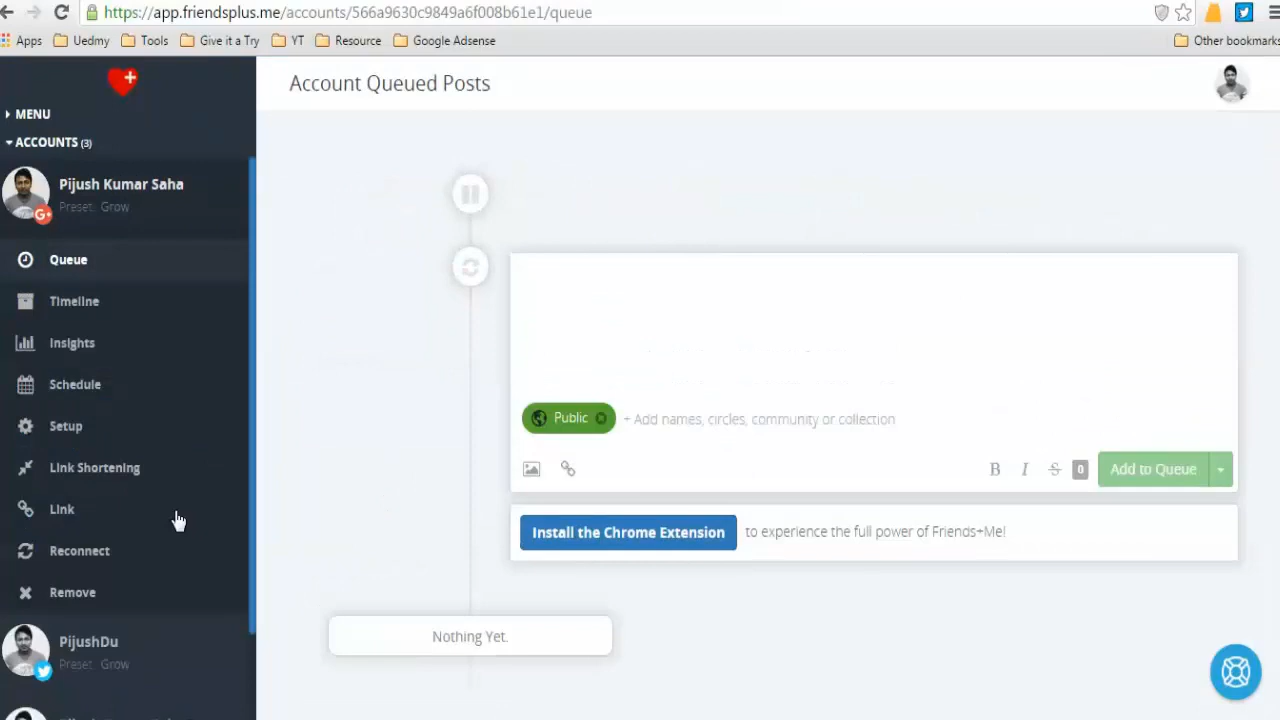 https://app.friendsplus.me/accounts/566a9630c9849a6f008b61e1/queue
Apps Uedmy Tools Give it a Try YT Resource Google Adsense Other bookmarks
MENU
ACCOUNTS (3)
Pijush Kumar Saha
Preset: Grow
Queue
Timeline
Insights
Schedule
Setup
Link Shortening
Link
Reconnect
Remove
PijushDu
Preset: Grow
Account Queued Posts
Public + Add names, circles, community or collection
B I S 0 Add to Queue
Install the Chrome Extension to experience the full power of Friends+Me!
Nothing Yet.